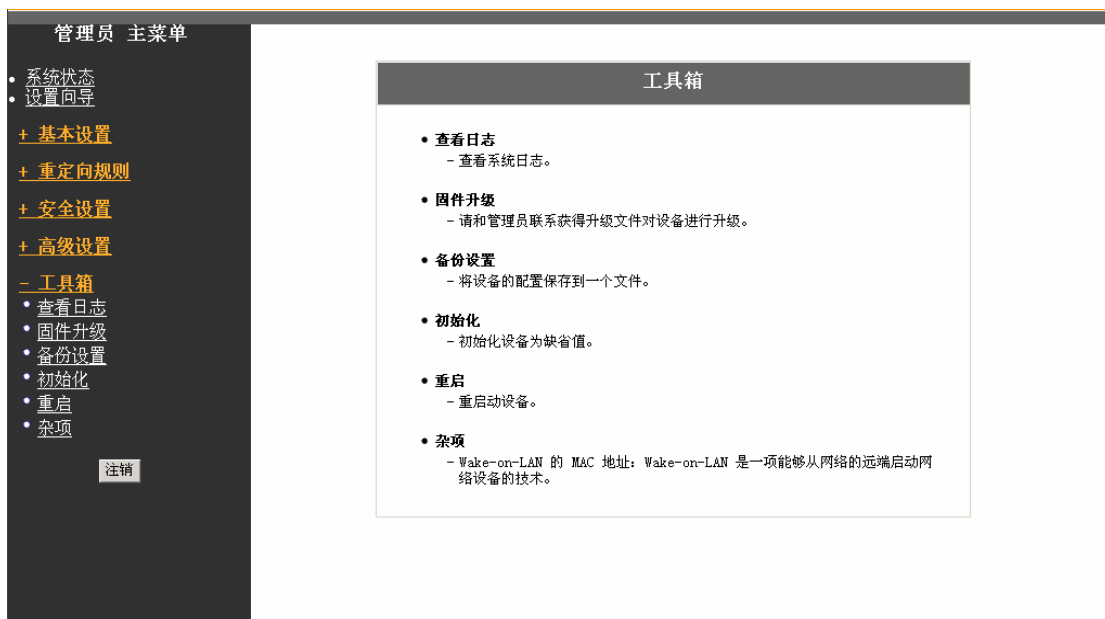 管理员 主菜单
• 系统状态
• 设置向导
+ 基本设置
+ 重定向规则
+ 安全设置
+ 高级设置
- 工具箱
• 查看日志
• 固件升级
• 备份设置
• 初始化
• 重启
• 杂项
注销
工具箱
• 查看日志
- 查看系统日志。
• 固件升级
- 请和管理员联系获得升级文件对设备进行升级。
• 备份设置
- 将设备的配置保存到一个文件。
• 初始化
- 初始化设备为缺省值。
• 重启
- 重启动设备。
• 杂项
- Wake-on-LAN 的 MAC 地址: Wake-on-LAN 是一项能够从网络的远端启动网
络设备的技术。